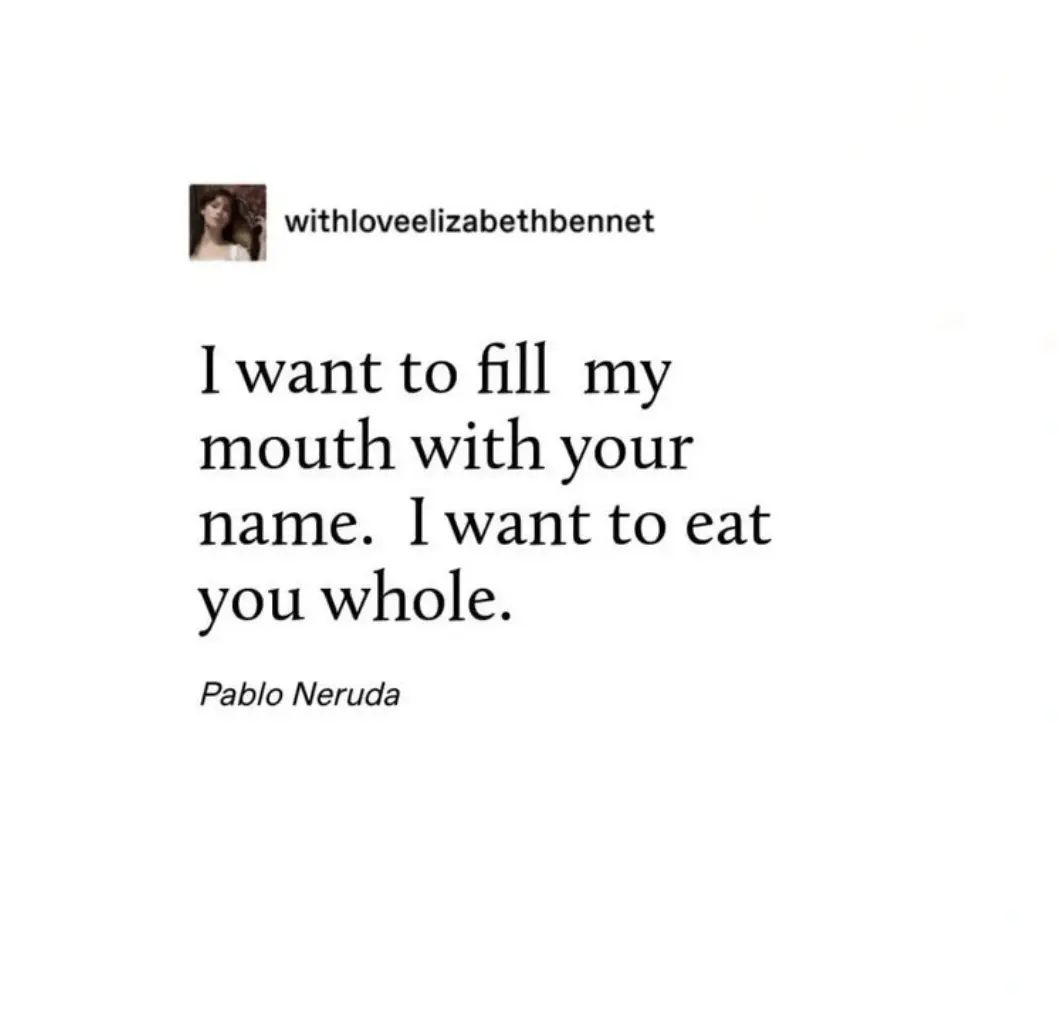 withloveelizabethbennet
I want to fill  my
mouth with your
name.  I want to eat
you whole.
Pablo Neruda